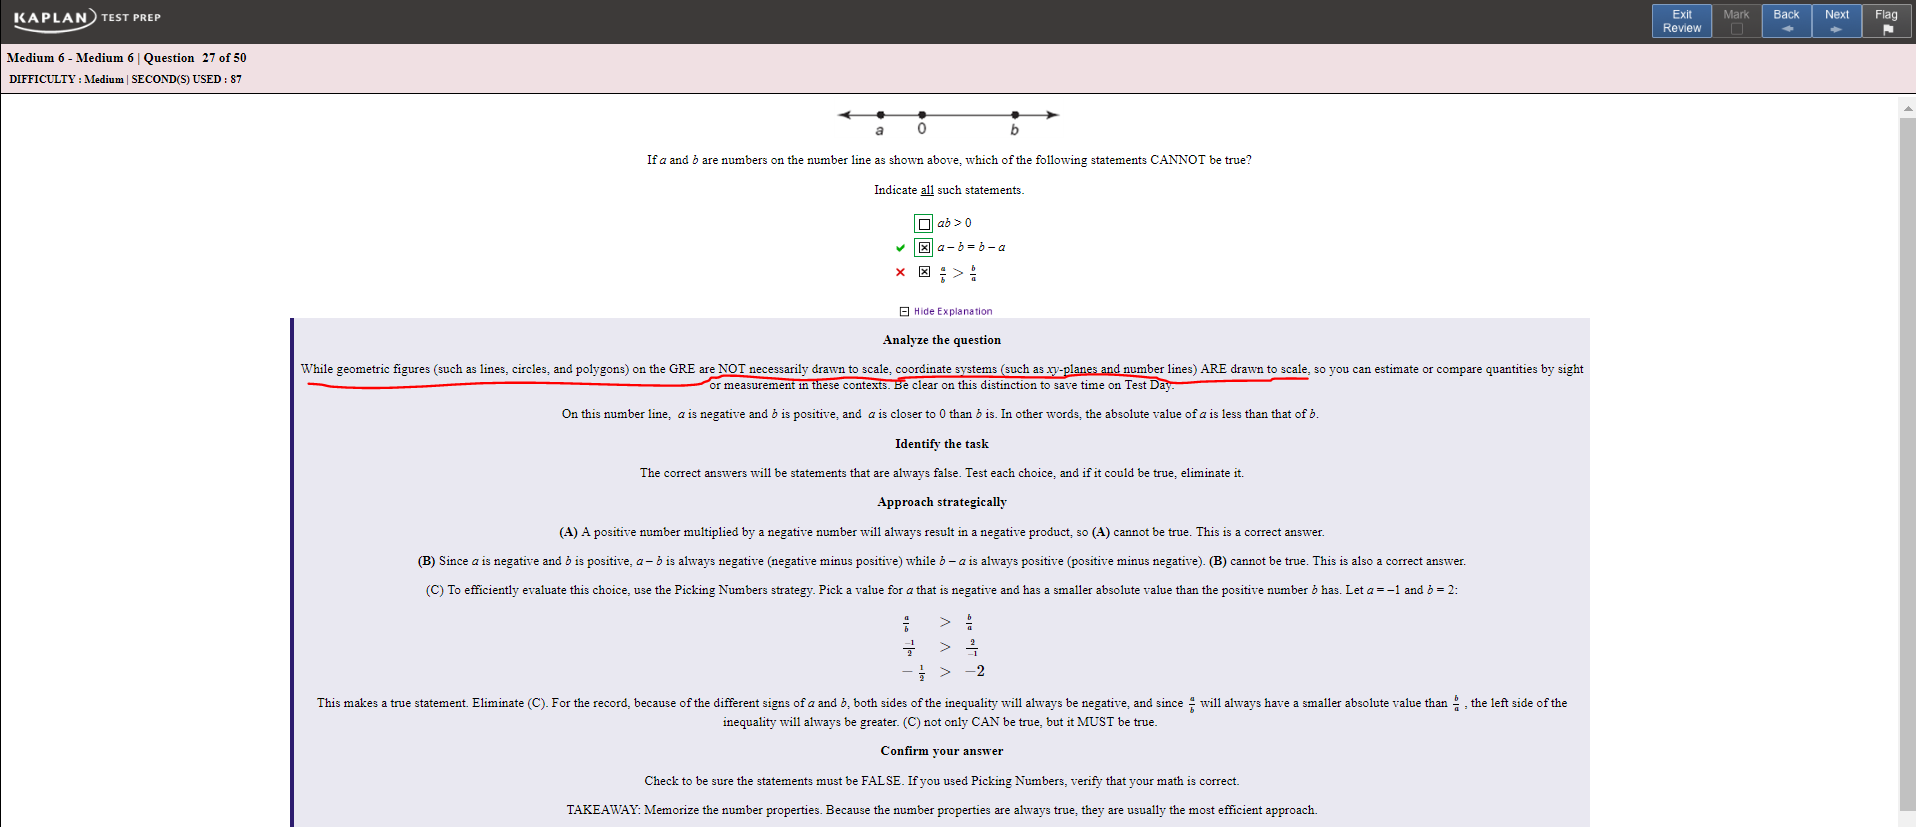 KAPLAN TEST PREP
Exit Review
Mark
Back
Next
Flag
Medium 6 - Medium 6 | Question 27 of 50
DIFFICULTY : Medium | SECOND(S) USED : 87
a 0 b
If a and b are numbers on the number line as shown above, which of the following statements CANNOT be true?
Indicate all such statements.
ab > 0
a − b = b − a
a/b > b/a
Hide Explanation
Analyze the question
While geometric figures (such as lines, circles, and polygons) on the GRE are NOT necessarily drawn to scale, coordinate systems (such as xy-planes and number lines) ARE drawn to scale, so you can estimate or compare quantities by sight
or measurement in these contexts. Be clear on this distinction to save time on Test Day.
On this number line, a is negative and b is positive, and a is closer to 0 than b is. In other words, the absolute value of a is less than that of b.
Identify the task
The correct answers will be statements that are always false. Test each choice, and if it could be true, eliminate it.
Approach strategically
(A) A positive number multiplied by a negative number will always result in a negative product, so (A) cannot be true. This is a correct answer.
(B) Since a is negative and b is positive, a − b is always negative (negative minus positive) while b − a is always positive (positive minus negative). (B) cannot be true. This is also a correct answer.
(C) To efficiently evaluate this choice, use the Picking Numbers strategy. Pick a value for a that is negative and has a smaller absolute value than the positive number b has. Let a = −1 and b = 2:
a/b > b/a
−1/2 > 2/−1
−1/2 > −2
This makes a true statement. Eliminate (C). For the record, because of the different signs of a and b, both sides of the inequality will always be negative, and since a/b will always have a smaller absolute value than b/a , the left side of the
inequality will always be greater. (C) not only CAN be true, but it MUST be true.
Confirm your answer
Check to be sure the statements must be FALSE. If you used Picking Numbers, verify that your math is correct.
TAKEAWAY: Memorize the number properties. Because the number properties are always true, they are usually the most efficient approach.